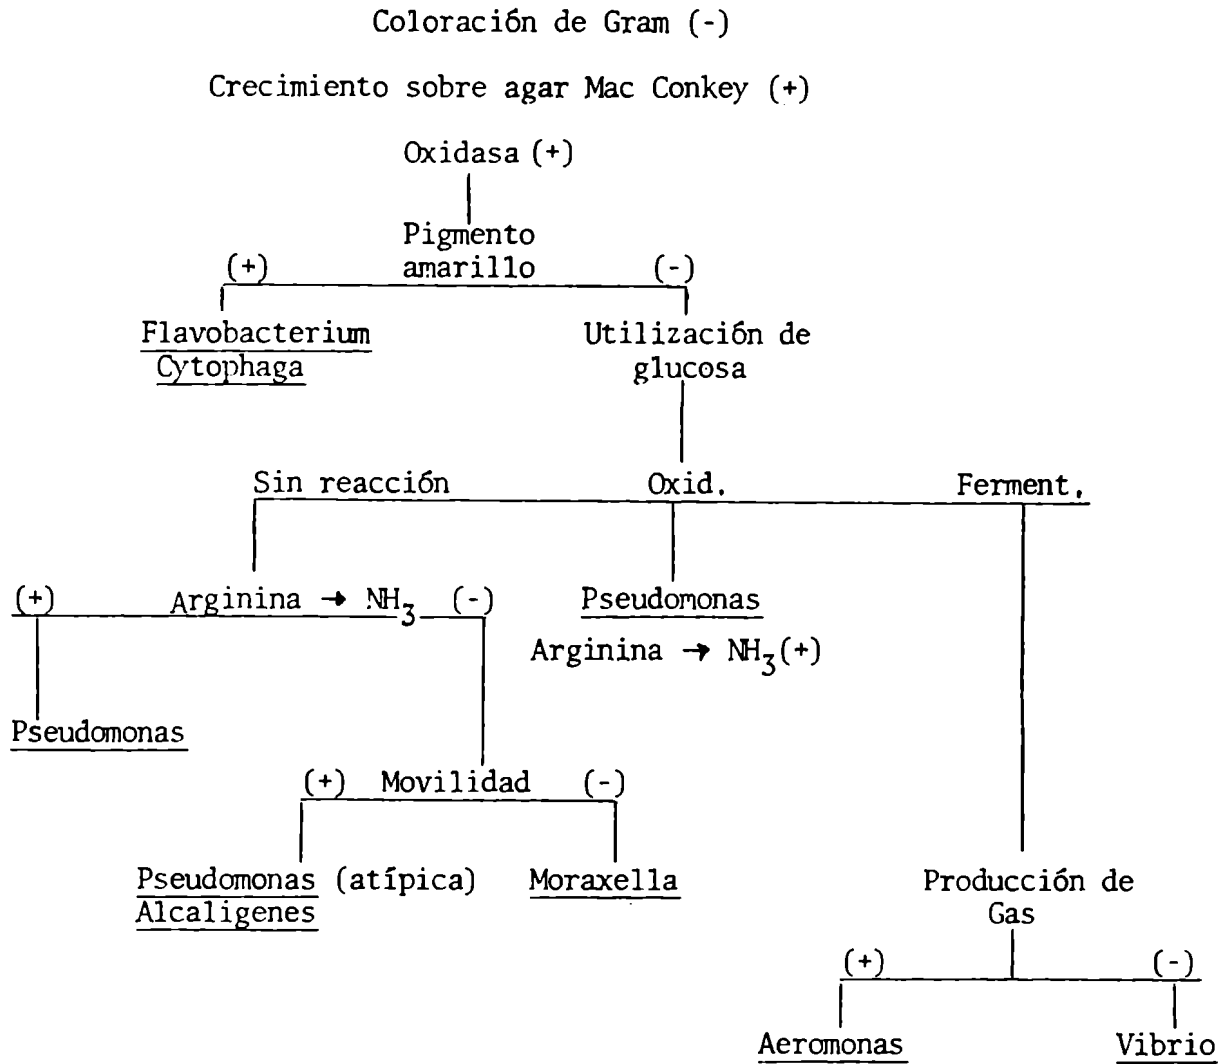 Coloración de Gram (-)
Crecimiento sobre agar Mac Conkey (+)
Oxidasa (+)
Pigmento
(+) amarillo (-)
Flavobacterium
Cytophaga
Utilización de
glucosa
Sin reacción Oxid. Ferment.
(+) Arginina → NH3 (-)
Pseudomonas
Arginina → NH3(+)
Pseudomonas
(+) Movilidad (-)
Pseudomonas (atípica)
Alcaligenes
Moraxella
Producción de
Gas
(+) (-)
Aeromonas Vibrio